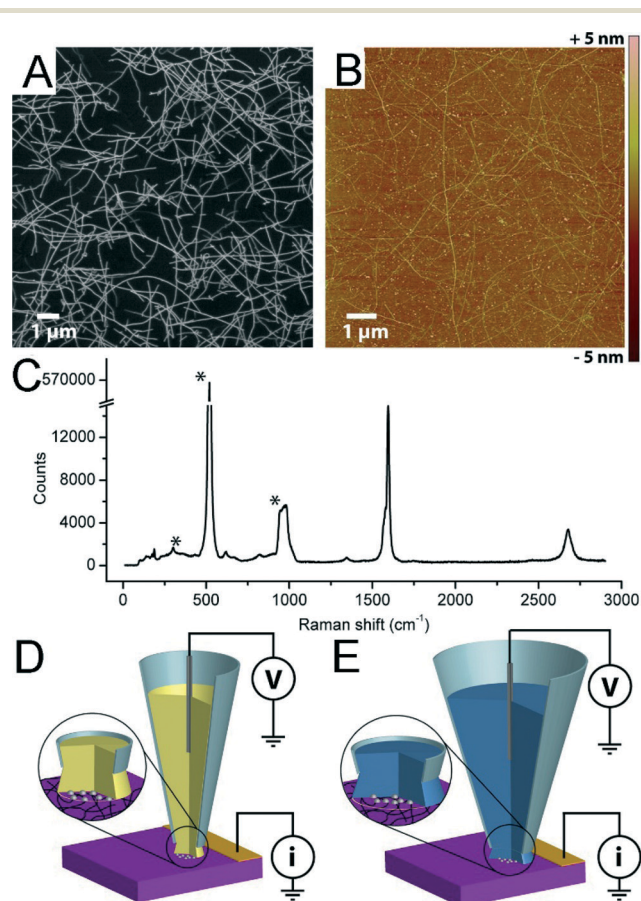 A
B
+ 5 nm
1 µm
1 µm
- 5 nm
C
570000
12000
8000
4000
0
Counts
*
*
*
0
500
1000
1500
2000
2500
3000
Raman shift (cm⁻¹)
D
V
i
E
V
i